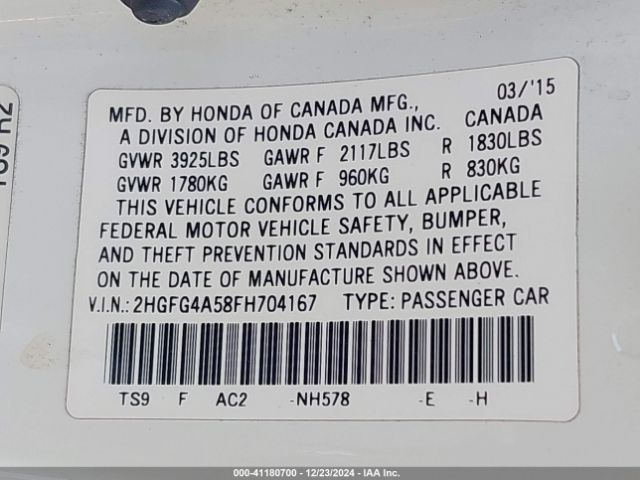 03/'15
MFD. BY HONDA OF CANADA MFG.,
A DIVISION OF HONDA CANADA INC. CANADA
GVWR 3925LBS GAWR F 2117LBS R 1830LBS
GVWR 1780KG GAWR F 960KG R 830KG
THIS VEHICLE CONFORMS TO ALL APPLICABLE
FEDERAL MOTOR VEHICLE SAFETY, BUMPER,
AND THEFT PREVENTION STANDARDS IN EFFECT
ON THE DATE OF MANUFACTURE SHOWN ABOVE.
V.I.N.: 2HGFG4A58FH704167 TYPE: PASSENGER CAR
TS9 F AC2 -NH578 -E -H
000-41180700 - 12/23/2024 - IAA Inc.